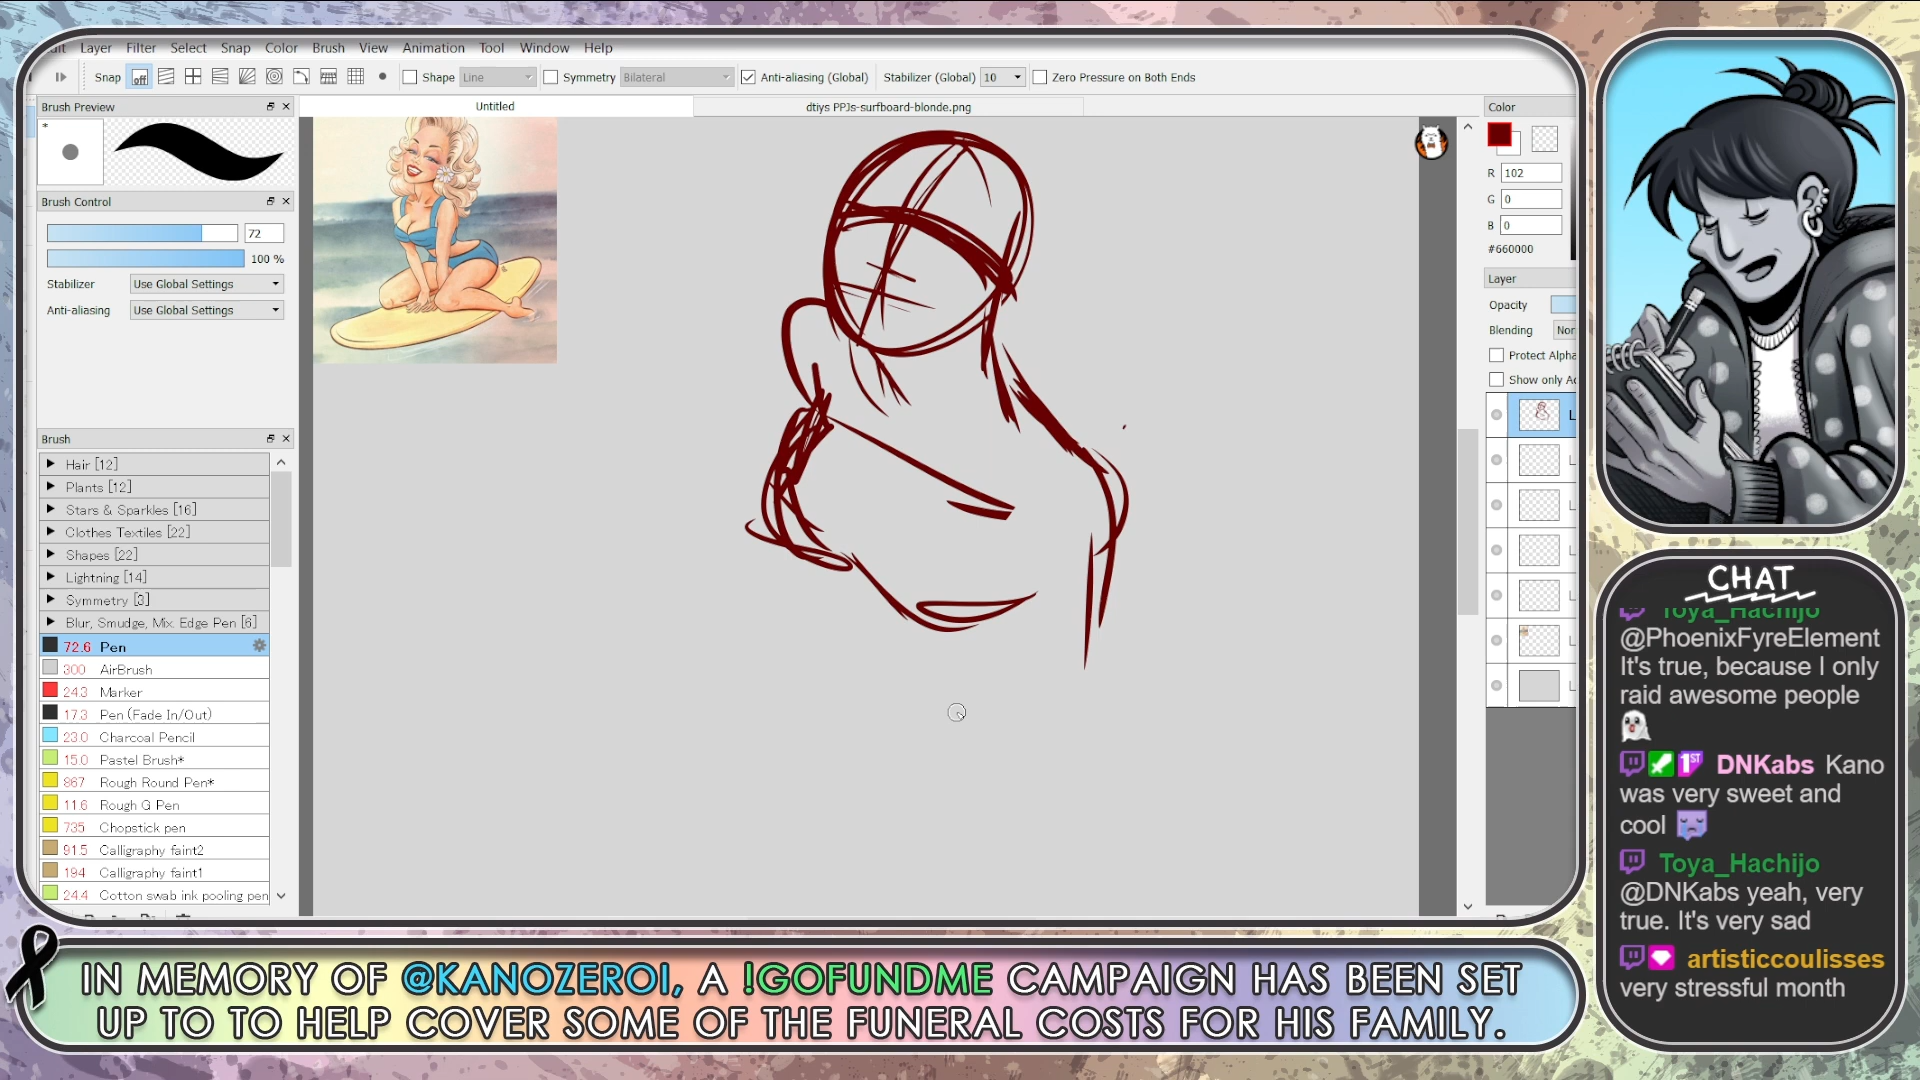 Layer Filter Select Snap Color Brush View Animation Tool Window Help
Snap off Shape Line Symmetry Bilateral Anti-aliasing (Global) Stabilizer (Global) 10 Zero Pressure on Both Ends
Brush Preview
Untitled
dtiys PPJs-surfboard-blonde.png
*
Brush Control
72
100 %
Stabilizer Use Global Settings
Anti-aliasing Use Global Settings
Brush
Hair [12]
Plants [12]
Stars & Sparkles [16]
Clothes Textiles [22]
Shapes [22]
Lightning [14]
Symmetry [3]
Blur, Smudge, Mix. Edge Pen [6]
72.6 Pen
300 AirBrush
24.3 Marker
17.3 Pen (Fade In/Out)
23.0 Charcoal Pencil
15.0 Pastel Brush*
867 Rough Round Pen*
11.6 Rough G Pen
735 Chopstick pen
91.5 Calligraphy faint2
194 Calligraphy faint1
24.4 Cotton swab ink pooling pen
Color
R 102
G 0
B 0
#660000
Layer
Opacity
Blending Nor
Protect Alpha
Show only
CHAT
Toya_Hachijo
@PhoenixFyreElement
It's true, because I only
raid awesome people
1ST DNKabs Kano
was very sweet and
cool
Toya_Hachijo
@DNKabs yeah, very
true. It's very sad
artisticcoulisses
very stressful month
IN MEMORY OF @KANOZEROI, A !GOFUNDME CAMPAIGN HAS BEEN SET
UP TO TO HELP COVER SOME OF THE FUNERAL COSTS FOR HIS FAMILY.